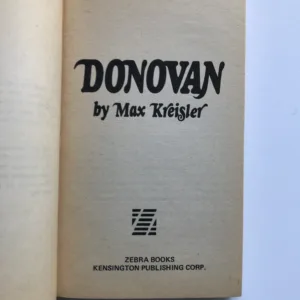 DONOVAN
by Max Kreisler
ZEBRA BOOKS
KENSINGTON PUBLISHING CORP.